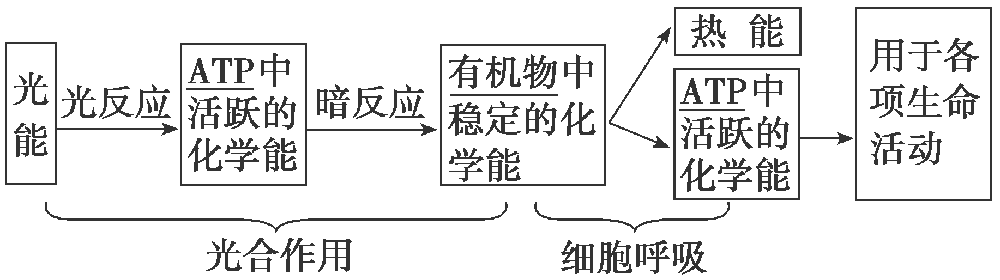 光
能
光反应
ATP中
活跃的
化学能
暗反应
有机物中
稳定的化
学能
热 能
ATP中
活跃的
化学能
用于各
项生命
活动
光合作用
细胞呼吸